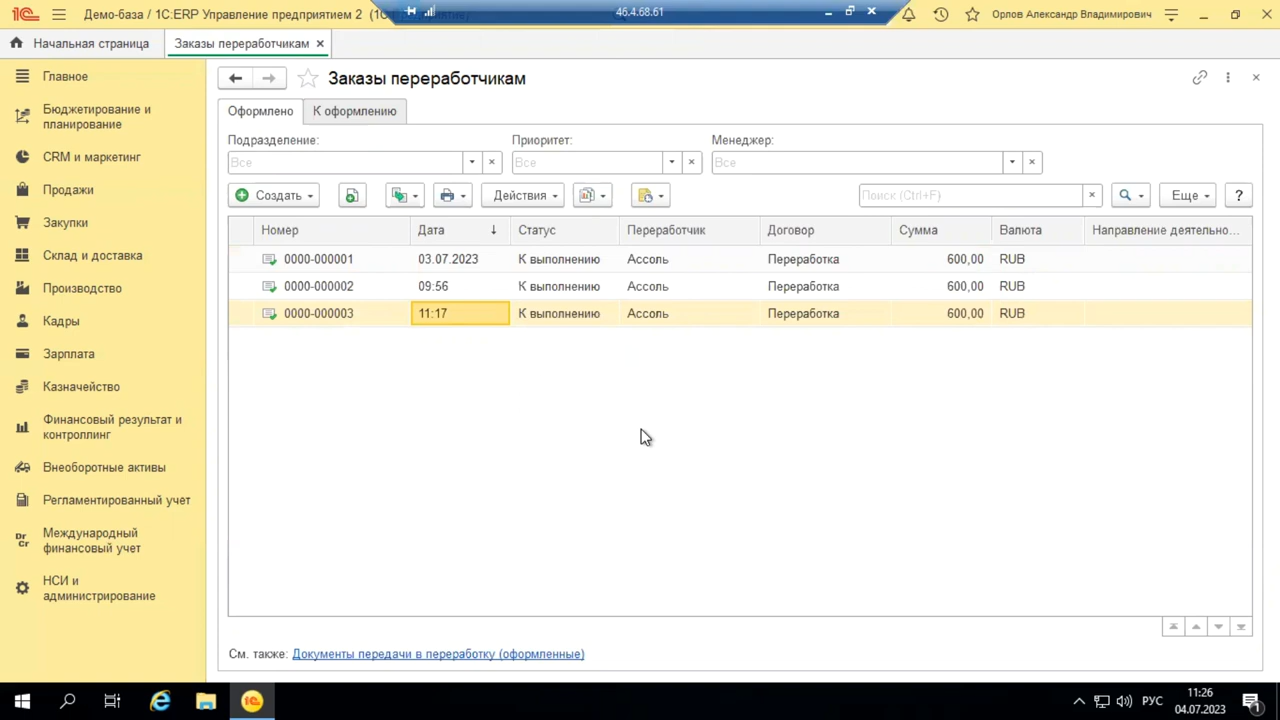 Демо-база / 1С:ERP Управление предприятием 2 (1С:Предприятие)
46.4.68.61
Орлов Александр Владимирович
Начальная страница
Заказы переработчикам ×
Главное
Бюджетирование и
планирование
CRM и маркетинг
Продажи
Закупки
Склад и доставка
Производство
Кадры
Зарплата
Казначейство
Финансовый результат и
контроллинг
Внеоборотные активы
Регламентированный учет
Международный
финансовый учет
НСИ и
администрирование
Заказы переработчикам
Оформлено К оформлению
Подразделение: Приоритет: Менеджер:
Все Все Все
Создать Действия Поиск (Ctrl+F) Еще ?
Номер Дата ↓ Статус Переработчик Договор Сумма Валюта Направление деятельно...
0000-000001 03.07.2023 К выполнению Ассоль Переработка 600,00 RUB
0000-000002 09:56 К выполнению Ассоль Переработка 600,00 RUB
0000-000003 11:17 К выполнению Ассоль Переработка 600,00 RUB
См. также: Документы передачи в переработку (оформленные)
РУС
11:26
04.07.2023
1